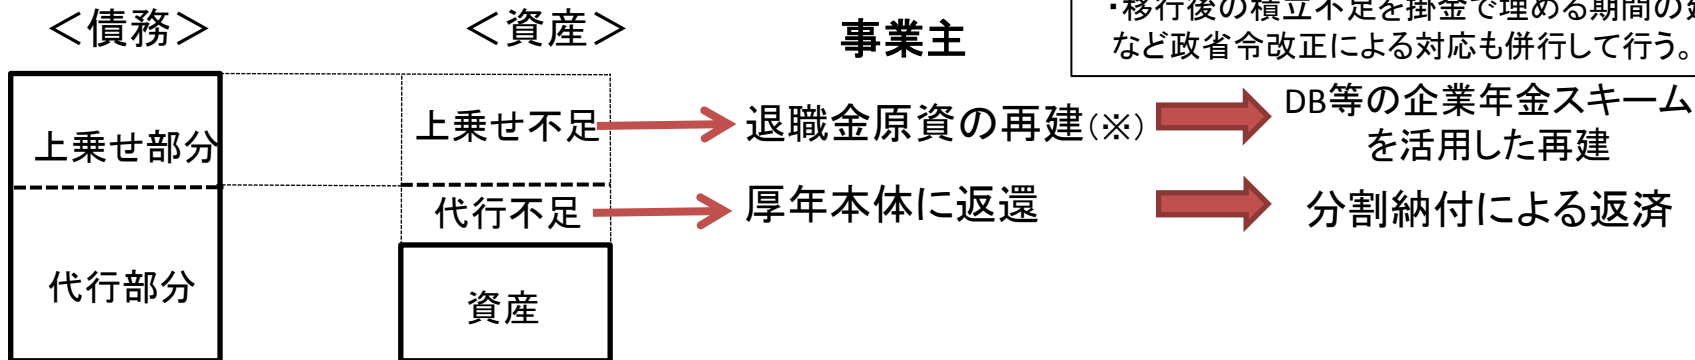 ・移行後の積立不足を掛金で埋める期間の
など政省令改正による対応も併行して行う。
＜債務＞
＜資産＞
事業主
上乗せ部分
上乗せ不足
退職金原資の再建(※)
DB等の企業年金スキーム
を活用した再建
代行不足
厚年本体に返還
分割納付による返済
代行部分
資産